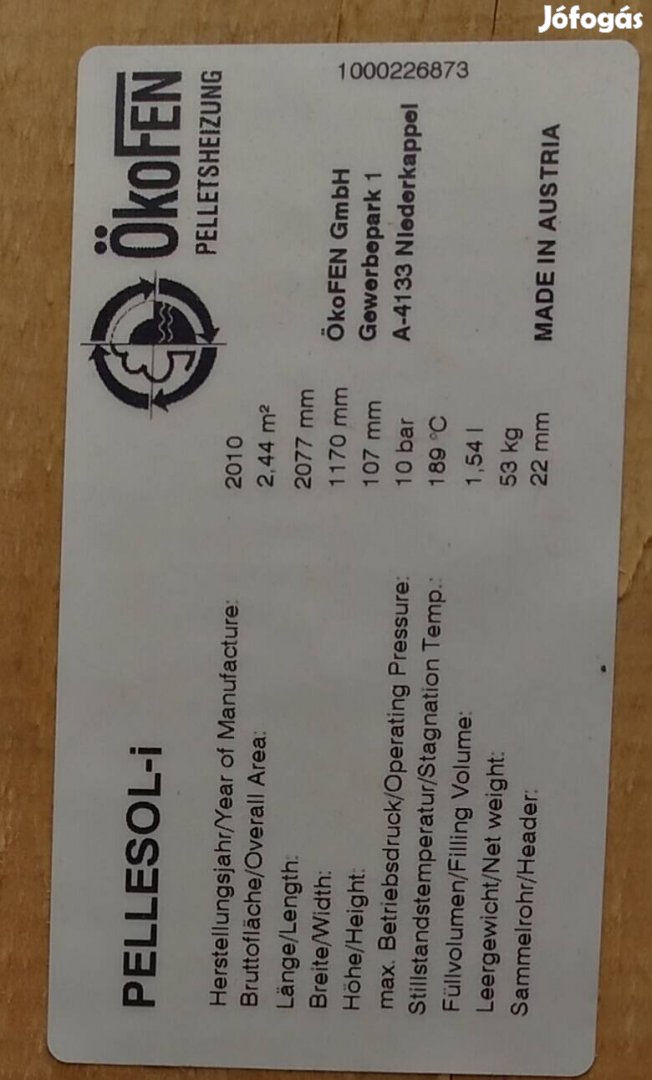 Jófogás
PELLESOL-i
ÖkoFEN
PELLETSHEIZUNG
Herstellungsjahr/Year of Manufacture: 2010
Bruttofläche/Overall Area: 2,44 m²
Länge/Length: 2077 mm
Breite/Width: 1170 mm
Höhe/Height: 107 mm
max. Betriebsdruck/Operating Pressure: 10 bar
Stillstandstemperatur/Stagnation Temp.: 189 °C
Füllvolumen/Filling Volume: 1,54 l
Leergewicht/Net weight: 53 kg
Sammelrohr/Header: 22 mm
ÖkoFEN GmbH
Gewerbepark 1
A-4133 Niederkappel
MADE IN AUSTRIA
1000226873